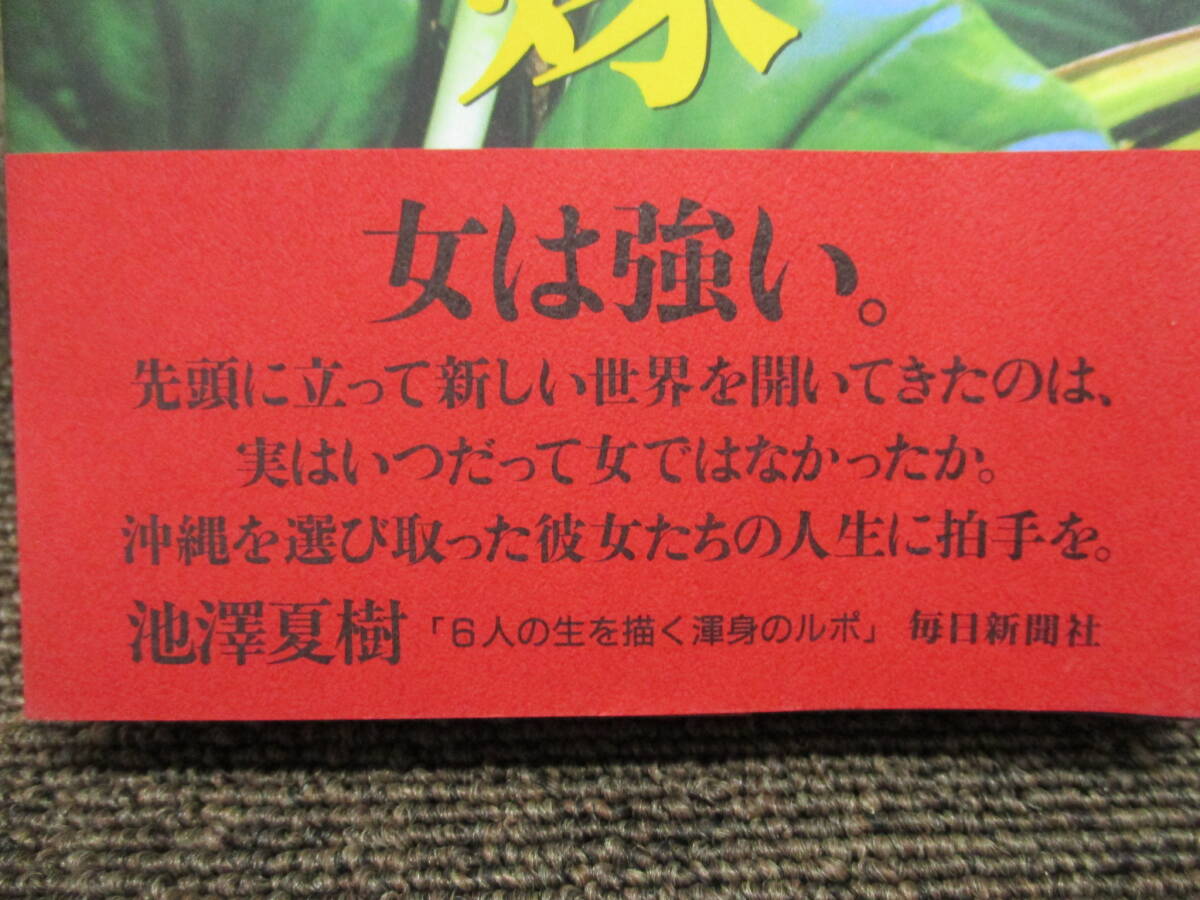 女は強い。
先頭に立って新しい世界を開いてきたのは、
実はいつだって女ではなかったか。
沖縄を選び取った彼女たちの人生に拍手を。
池澤夏樹「6人の生を描く渾身のルポ」 毎日新聞社